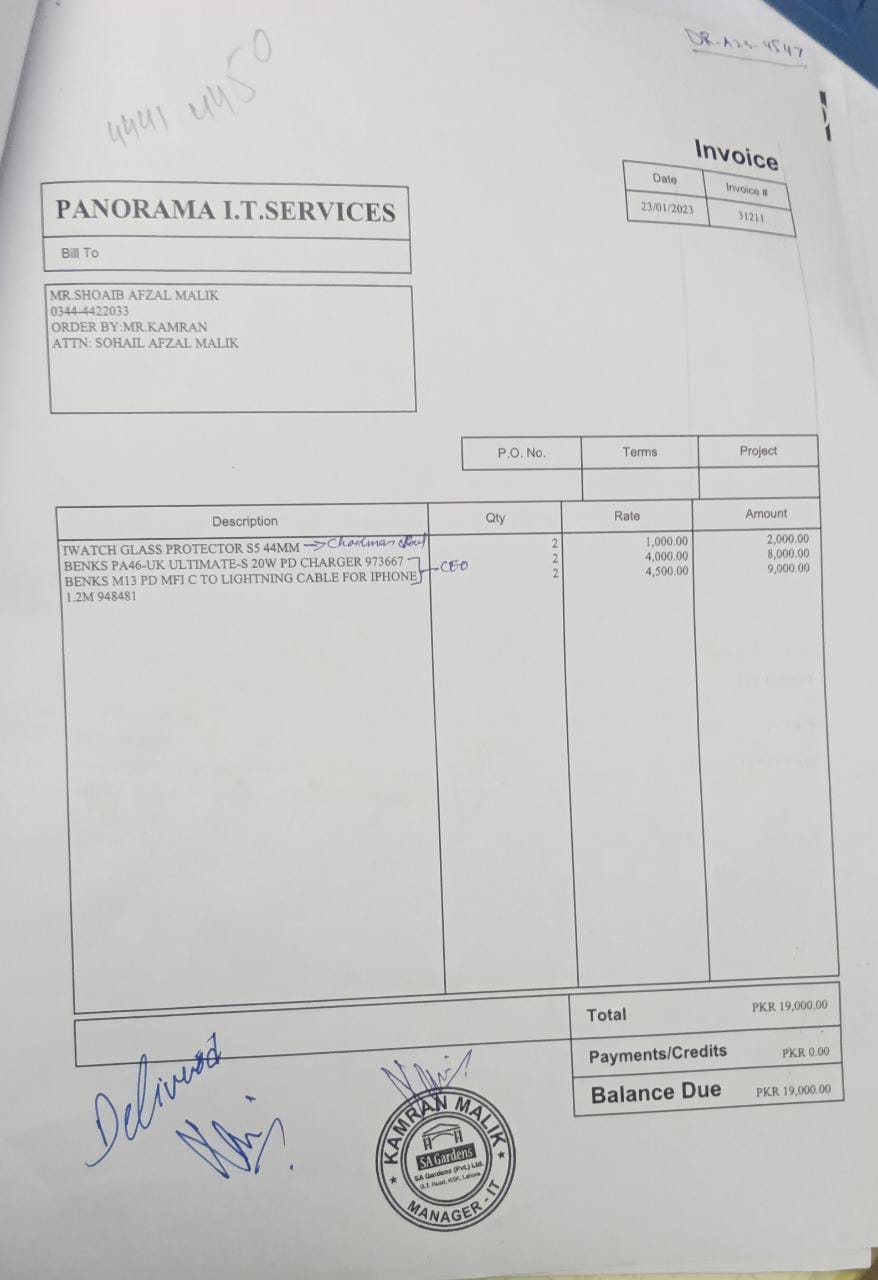 DR-A23-4547
4441 4450
Invoice
Date Invoice #
23/01/2023 31211
PANORAMA I.T.SERVICES
Bill To
MR.SHOAIB AFZAL MALIK
0344-4422033
ORDER BY:MR.KAMRAN
ATTN: SOHAIL AFZAL MALIK
P.O. No. Terms Project
Description Qty Rate Amount
IWATCH GLASS PROTECTOR S5 44MM → Chairman 2 1,000.00 2,000.00
BENKS PA46-UK ULTIMATE-S 20W PD CHARGER 973667 2 4,000.00 8,000.00
CEO
BENKS M13 PD MFI C TO LIGHTNING CABLE FOR IPHONE 2 4,500.00 9,000.00
1.2M 948481
Total PKR 19,000.00
Payments/Credits PKR 0.00
Balance Due PKR 19,000.00
Delivered
KAMRAN MALIK
SA Gardens
SA Gardens (Pvt.) Ltd.
G.T. Road, KSK, Lahore.
MANAGER - IT